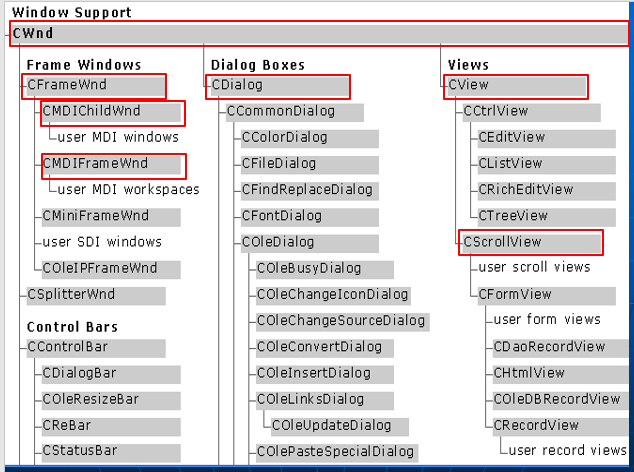 Window Support
CWnd
Frame Windows
CFrameWnd
CMDIChildWnd
user MDI windows
CMDIFrameWnd
user MDI workspaces
CMiniFrameWnd
user SDI windows
COleIPFrameWnd
CSplitterWnd
Control Bars
CControlBar
CDialogBar
COleResizeBar
CReBar
CStatusBar
Dialog Boxes
CDialog
CCommonDialog
CColorDialog
CFileDialog
CFindReplaceDialog
CFontDialog
COleDialog
COleBusyDialog
COleChangeIconDialog
COleChangeSourceDialog
COleConvertDialog
COleInsertDialog
COleLinksDialog
COleUpdateDialog
COlePasteSpecialDialog
Views
CView
CCtrlView
CEditView
CListView
CRichEditView
CTreeView
CScrollView
user scroll views
CFormView
user form views
CDaoRecordView
CHtmlView
COleDBRecordView
CRecordView
user record views